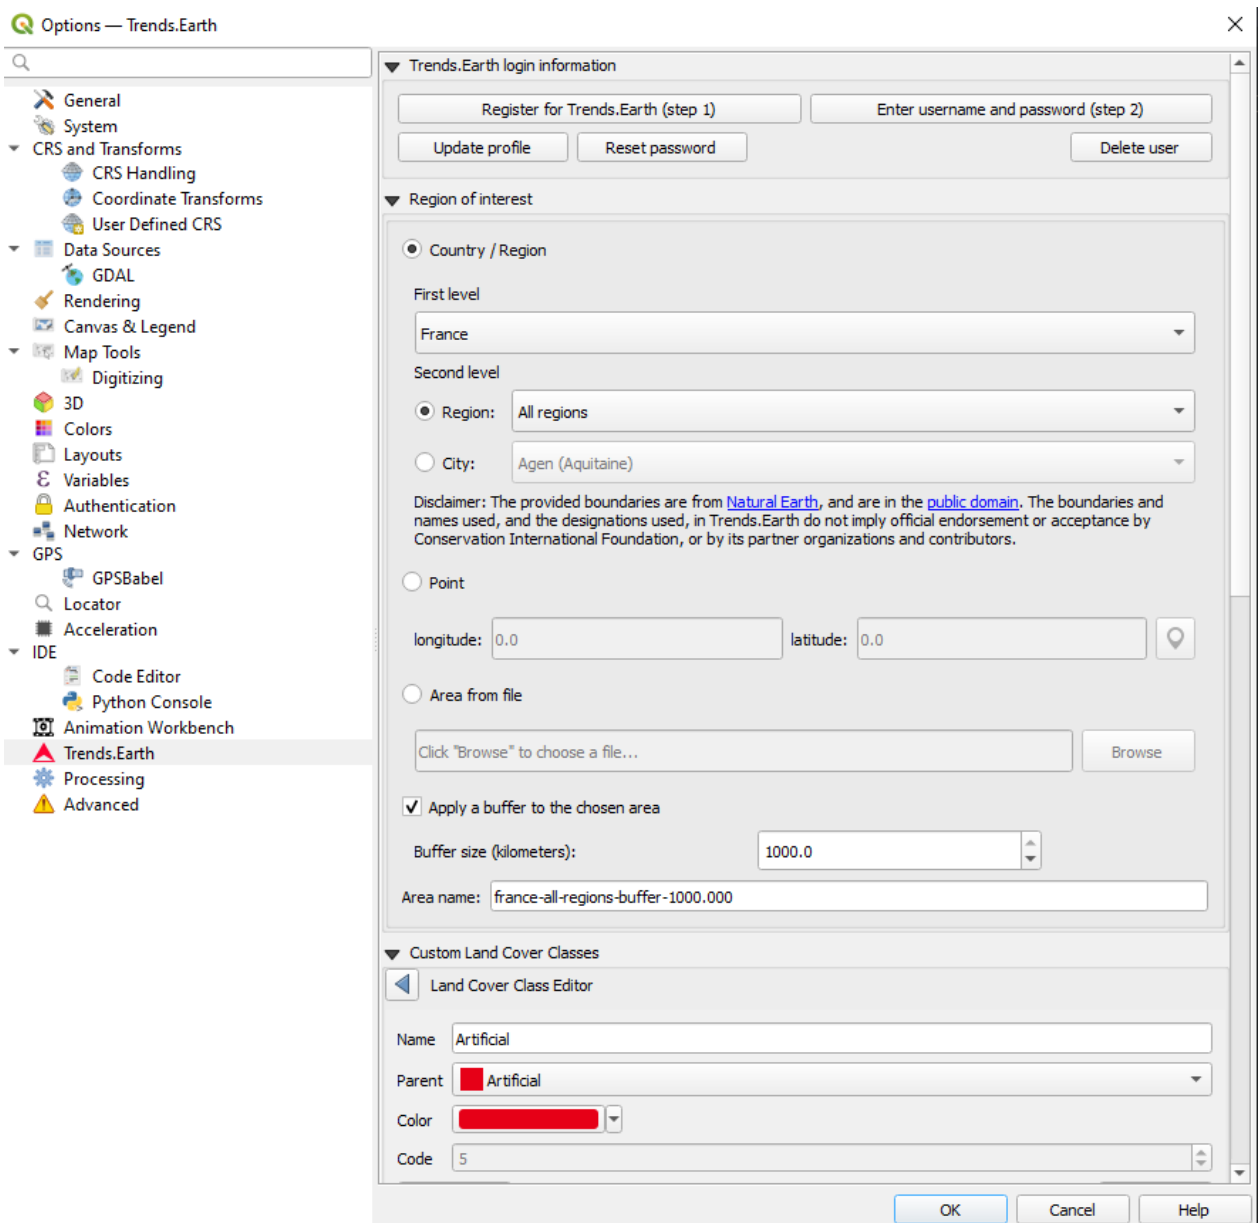 Options — Trends.Earth
General
System
CRS and Transforms
CRS Handling
Coordinate Transforms
User Defined CRS
Data Sources
GDAL
Rendering
Canvas & Legend
Map Tools
Digitizing
3D
Colors
Layouts
Variables
Authentication
Network
GPS
GPSBabel
Locator
Acceleration
IDE
Code Editor
Python Console
Animation Workbench
Trends.Earth
Processing
Advanced
Trends.Earth login information
Register for Trends.Earth (step 1) Enter username and password (step 2)
Update profile Reset password Delete user
Region of interest
Country / Region
First level
France
Second level
Region: All regions
City: Agen (Aquitaine)
Disclaimer: The provided boundaries are from Natural Earth, and are in the public domain. The boundaries and
names used, and the designations used, in Trends.Earth do not imply official endorsement or acceptance by
Conservation International Foundation, or by its partner organizations and contributors.
Point
longitude: 0.0 latitude: 0.0
Area from file
Click "Browse" to choose a file... Browse
Apply a buffer to the chosen area
Buffer size (kilometers): 1000.0
Area name: france-all-regions-buffer-1000.000
Custom Land Cover Classes
Land Cover Class Editor
Name Artificial
Parent Artificial
Color
Code 5
OK Cancel Help